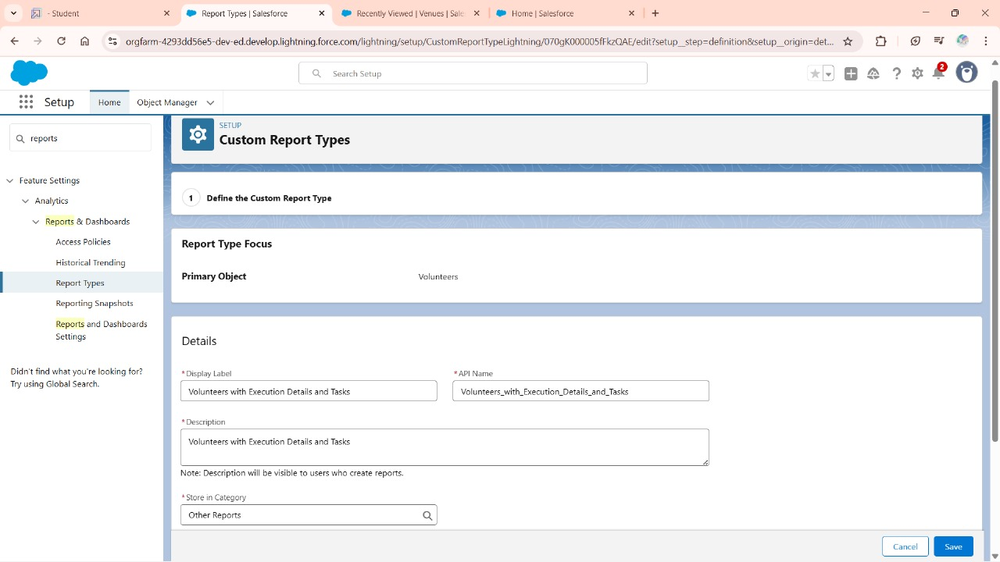 - Student
Report Types | Salesforce
Recently Viewed | Venues | Sale
Home | Salesforce
orgfarm-4293dd56e5-dev-ed.develop.lightning.force.com/lightning/setup/CustomReportTypeLightning/070gK000005fFkzQAE/edit?setup__step=definition&setup__origin=det...
Search Setup
2
Setup
Home
Object Manager
reports
Feature Settings
Analytics
Reports & Dashboards
Access Policies
Historical Trending
Report Types
Reporting Snapshots
Reports and Dashboards
Settings
Didn't find what you're looking for?
Try using Global Search.
SETUP
Custom Report Types
1 Define the Custom Report Type
Report Type Focus
Primary Object Volunteers
Details
*Display Label
*API Name
Volunteers with Execution Details and Tasks
Volunteers_with_Execution_Details_and_Tasks
*Description
Volunteers with Execution Details and Tasks
Note: Description will be visible to users who create reports.
*Store in Category
Other Reports
Cancel
Save